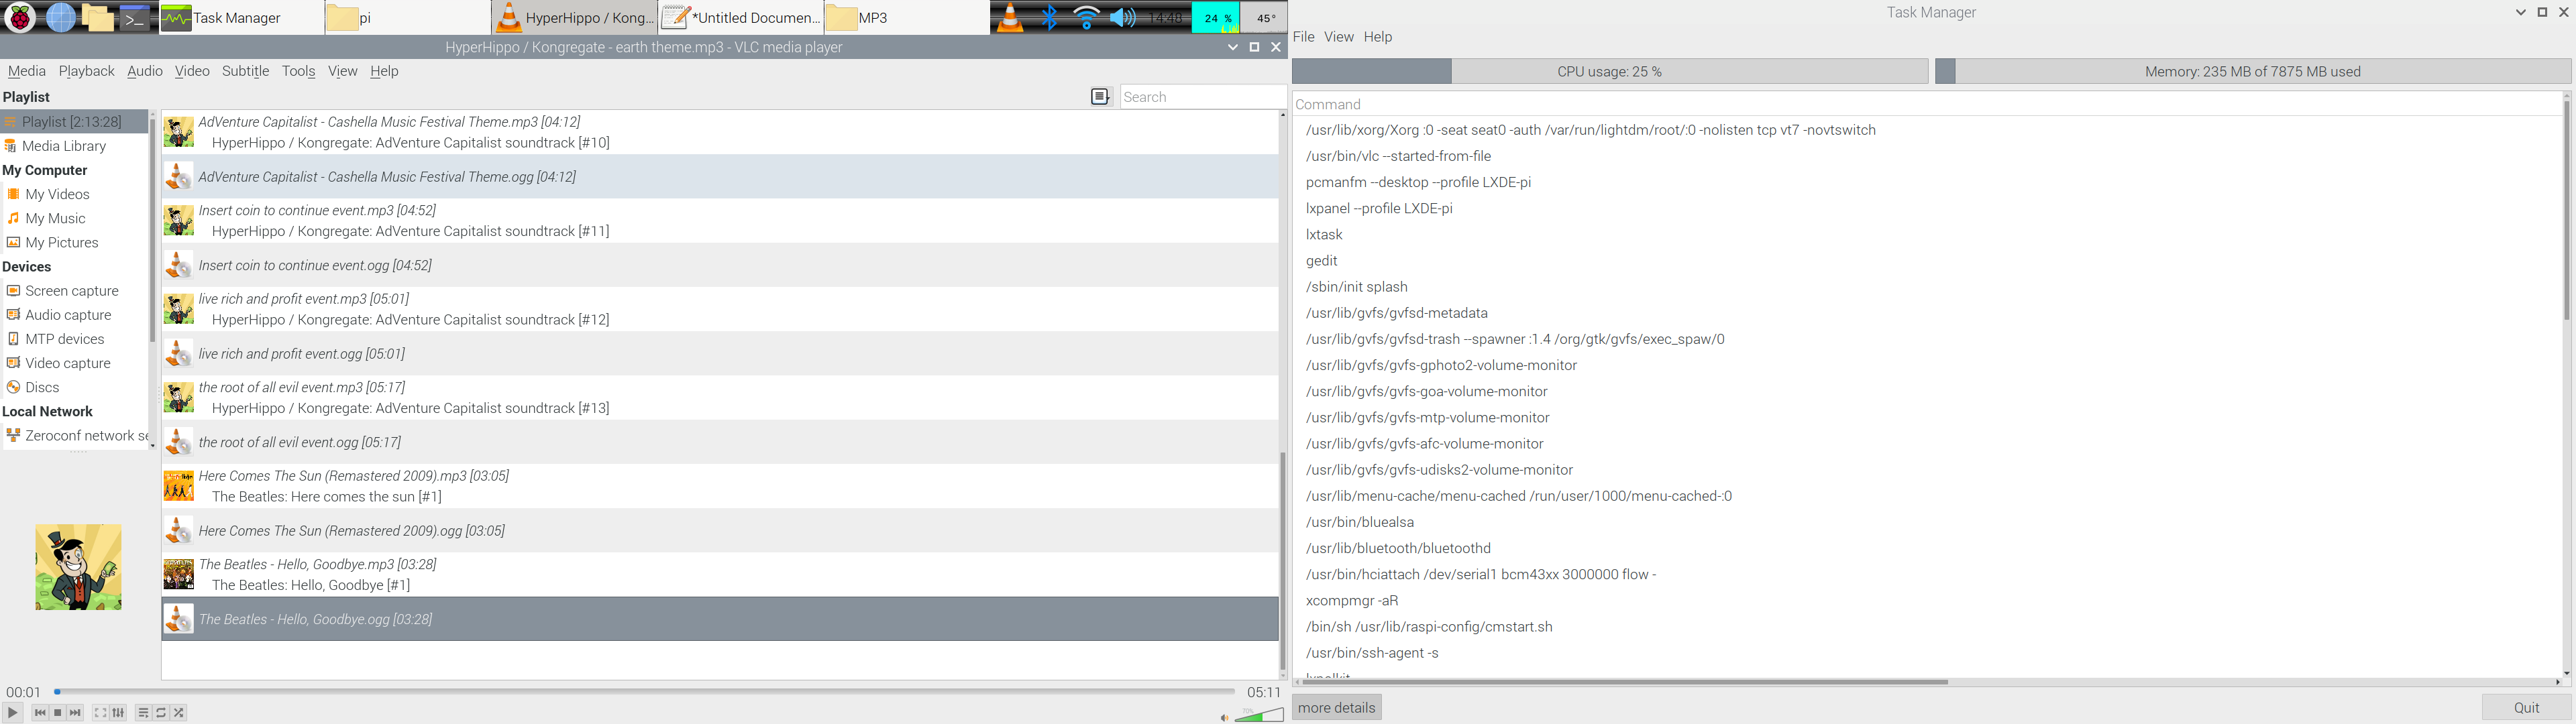 Task Manager
pi
HyperHippo / Kong...
*Untitled Documen...
MP3
14:48
24 %
45°
HyperHippo / Kongregate - earth theme.mp3 - VLC media player
Media Playback Audio Video Subtitle Tools View Help
Playlist
Search
Playlist [2:13:28]
Media Library
My Computer
My Videos
My Music
My Pictures
Devices
Screen capture
Audio capture
MTP devices
Video capture
Discs
Local Network
Zeroconf network se
AdVenture Capitalist - Cashella Music Festival Theme.mp3 [04:12]
HyperHippo / Kongregate: AdVenture Capitalist soundtrack [#10]
AdVenture Capitalist - Cashella Music Festival Theme.ogg [04:12]
Insert coin to continue event.mp3 [04:52]
HyperHippo / Kongregate: AdVenture Capitalist soundtrack [#11]
Insert coin to continue event.ogg [04:52]
live rich and profit event.mp3 [05:01]
HyperHippo / Kongregate: AdVenture Capitalist soundtrack [#12]
live rich and profit event.ogg [05:01]
the root of all evil event.mp3 [05:17]
HyperHippo / Kongregate: AdVenture Capitalist soundtrack [#13]
the root of all evil event.ogg [05:17]
Here Comes The Sun (Remastered 2009).mp3 [03:05]
The Beatles: Here comes the sun [#1]
Here Comes The Sun (Remastered 2009).ogg [03:05]
The Beatles - Hello, Goodbye.mp3 [03:28]
The Beatles: Hello, Goodbye [#1]
The Beatles - Hello, Goodbye.ogg [03:28]
00:01
05:11
70%
Task Manager
File View Help
CPU usage: 25 %
Memory: 235 MB of 7875 MB used
Command
/usr/lib/xorg/Xorg :0 -seat seat0 -auth /var/run/lightdm/root/:0 -nolisten tcp vt7 -novtswitch
/usr/bin/vlc --started-from-file
pcmanfm --desktop --profile LXDE-pi
lxpanel --profile LXDE-pi
lxtask
gedit
/sbin/init splash
/usr/lib/gvfs/gvfsd-metadata
/usr/lib/gvfs/gvfsd-trash --spawner :1.4 /org/gtk/gvfs/exec_spaw/0
/usr/lib/gvfs/gvfs-gphoto2-volume-monitor
/usr/lib/gvfs/gvfs-goa-volume-monitor
/usr/lib/gvfs/gvfs-mtp-volume-monitor
/usr/lib/gvfs/gvfs-afc-volume-monitor
/usr/lib/gvfs/gvfs-udisks2-volume-monitor
/usr/lib/menu-cache/menu-cached /run/user/1000/menu-cached-:0
/usr/bin/bluealsa
/usr/lib/bluetooth/bluetoothd
/usr/bin/hciattach /dev/serial1 bcm43xx 3000000 flow -
xcompmgr -aR
/bin/sh /usr/lib/raspi-config/cmstart.sh
/usr/bin/ssh-agent -s
more details
Quit